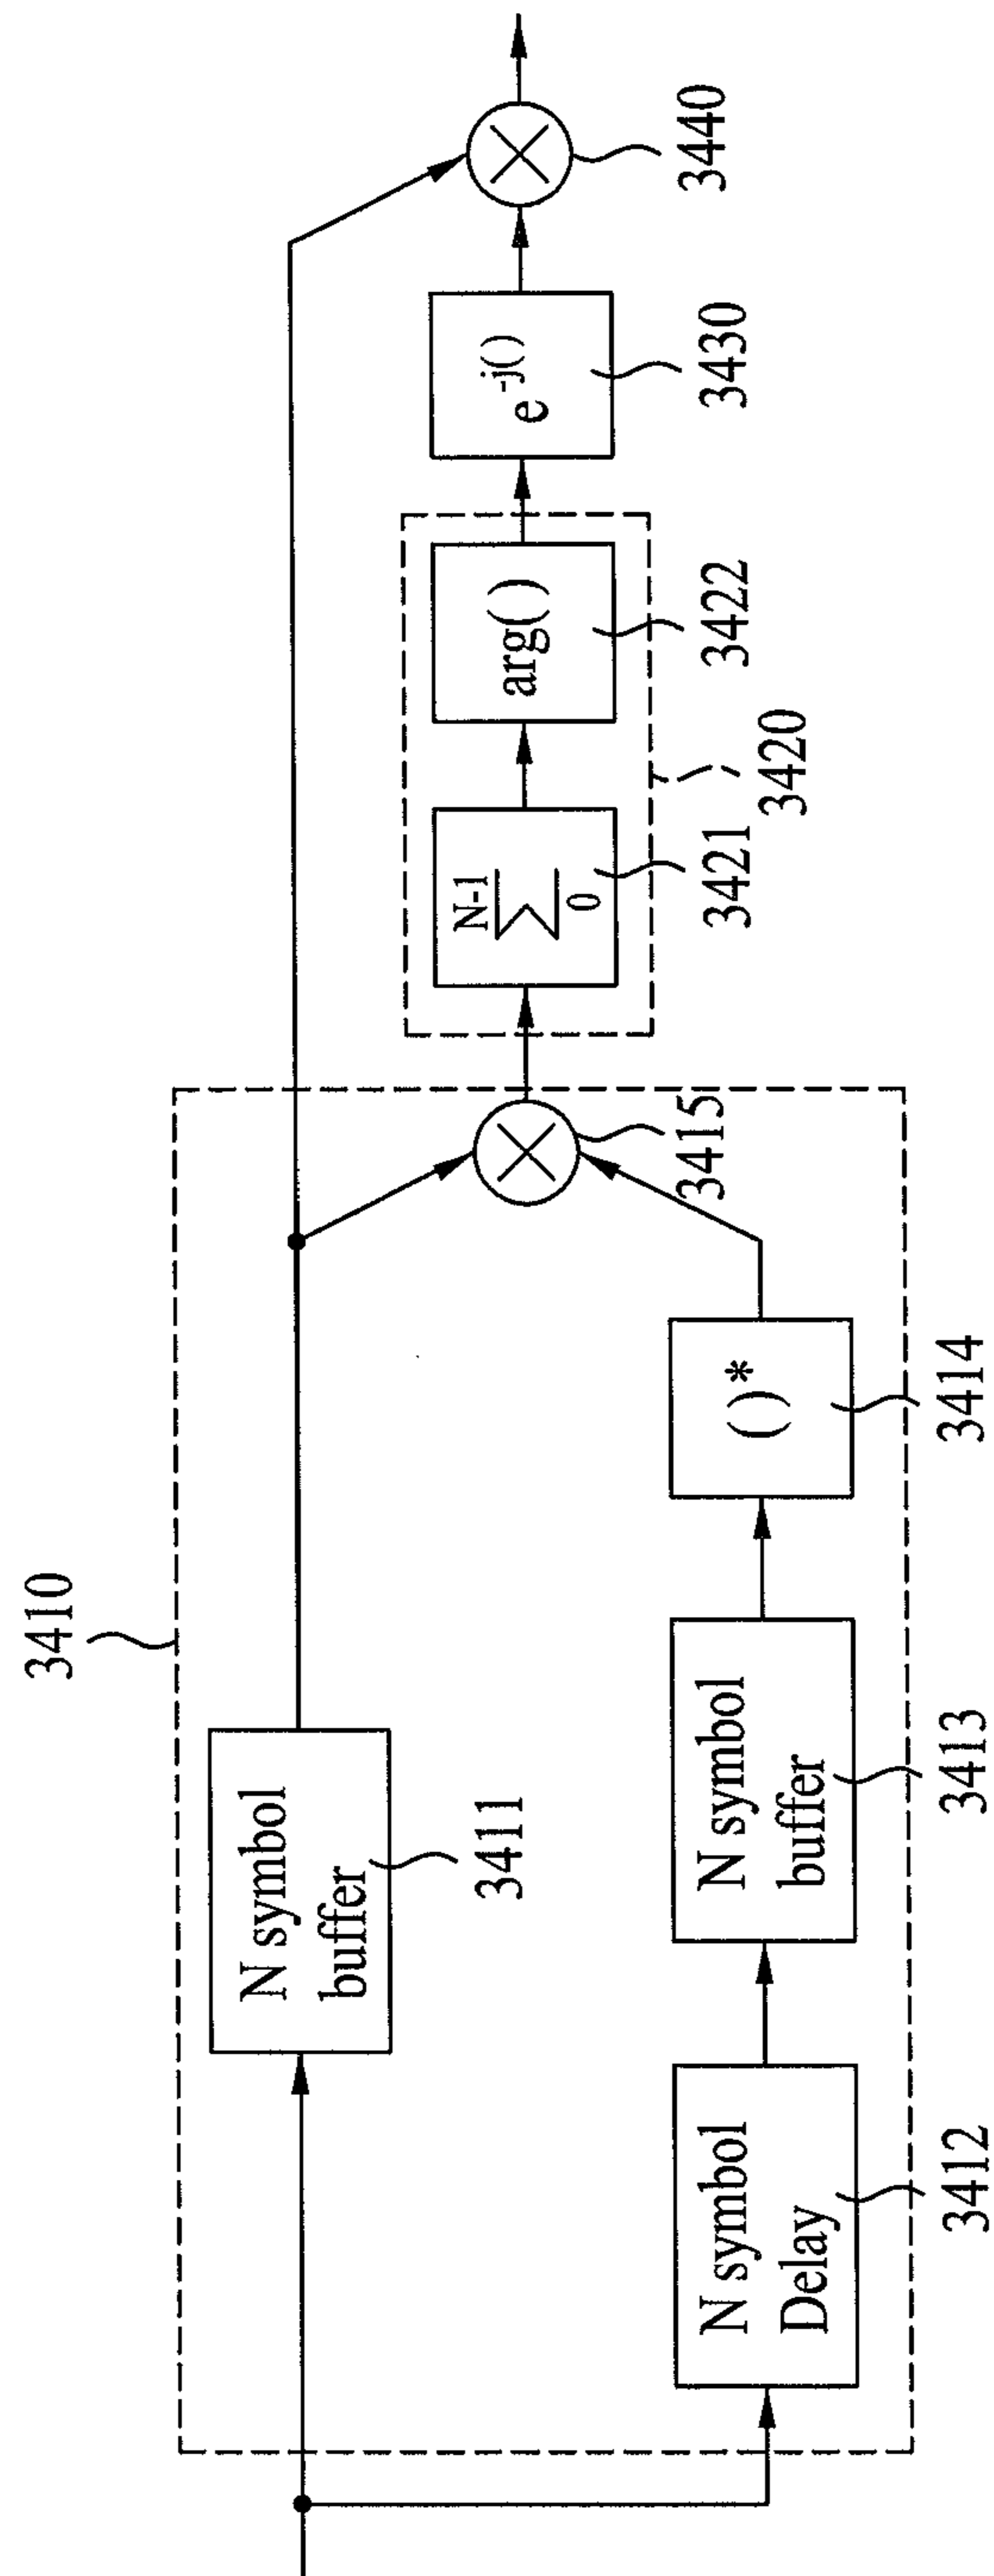 3410
N symbol
buffer
3411
N symbol
Delay
3412
N symbol
buffer
3413
( )*
3414
3415
N-1
∑
0
3421
arg( )
3422
3420
e-j()
3430
3440